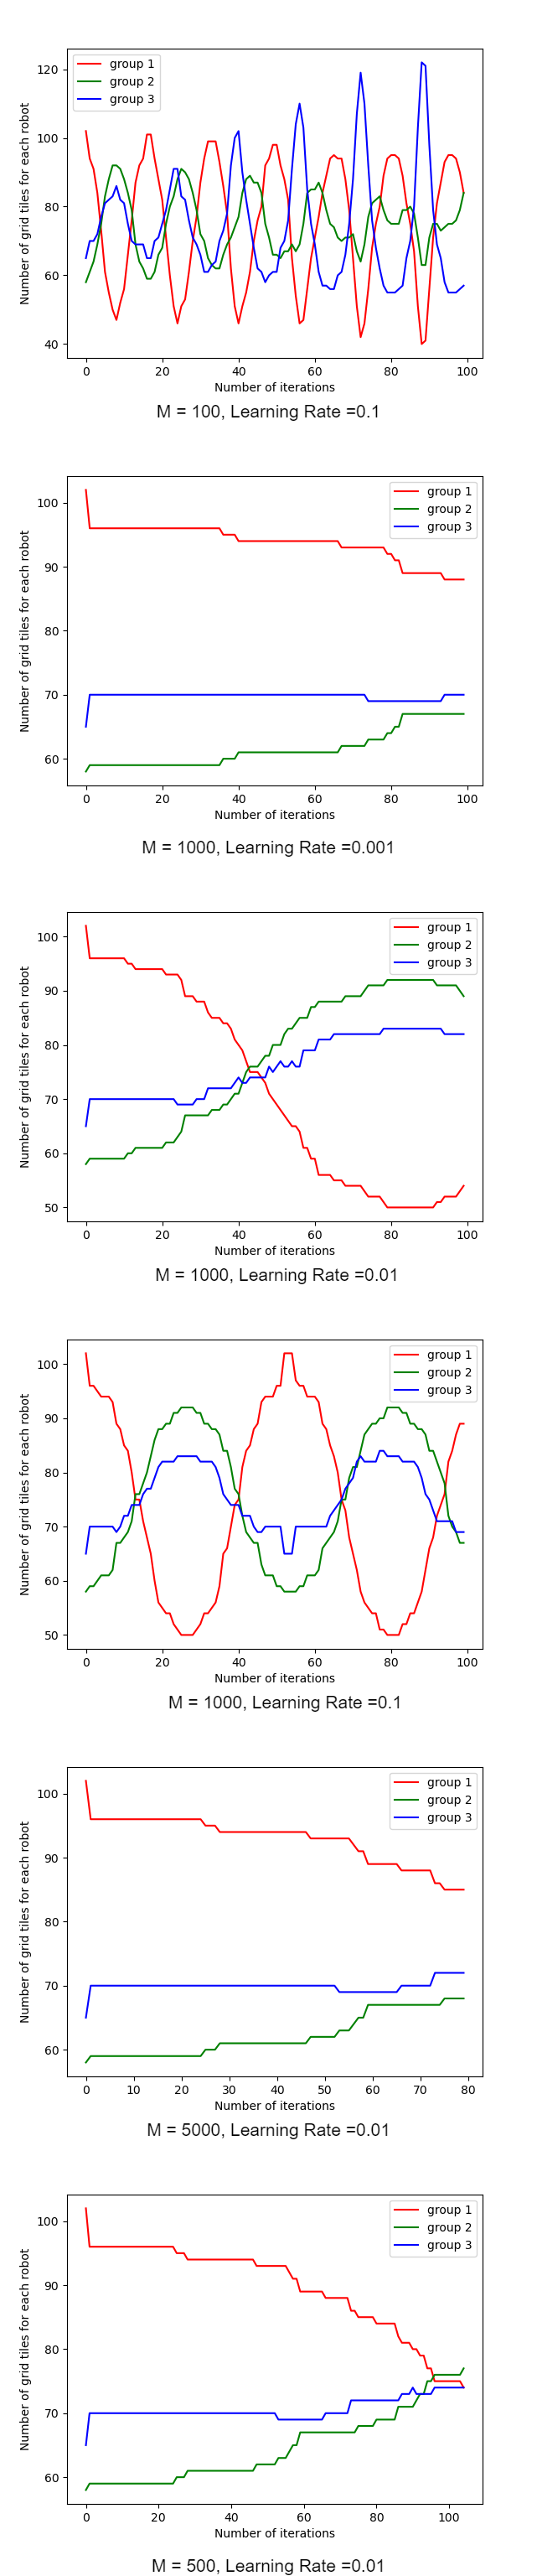 Number of grid tiles for each robot
group 1
group 2
group 3
120
100
80
60
40
0 20 40 60 80 100
Number of iterations
M = 100, Learning Rate =0.1
Number of grid tiles for each robot
group 1
group 2
group 3
100
90
80
70
60
0 20 40 60 80 100
Number of iterations
M = 1000, Learning Rate =0.001
Number of grid tiles for each robot
group 1
group 2
group 3
100
90
80
70
60
50
0 20 40 60 80 100
Number of iterations
M = 1000, Learning Rate =0.01
Number of grid tiles for each robot
group 1
group 2
group 3
100
90
80
70
60
50
0 20 40 60 80 100
Number of iterations
M = 1000, Learning Rate =0.1
Number of grid tiles for each robot
group 1
group 2
group 3
100
90
80
70
60
0 10 20 30 40 50 60 70 80
Number of iterations
M = 5000, Learning Rate =0.01
Number of grid tiles for each robot
group 1
group 2
group 3
100
90
80
70
60
0 20 40 60 80 100
Number of iterations
M = 500, Learning Rate =0.01